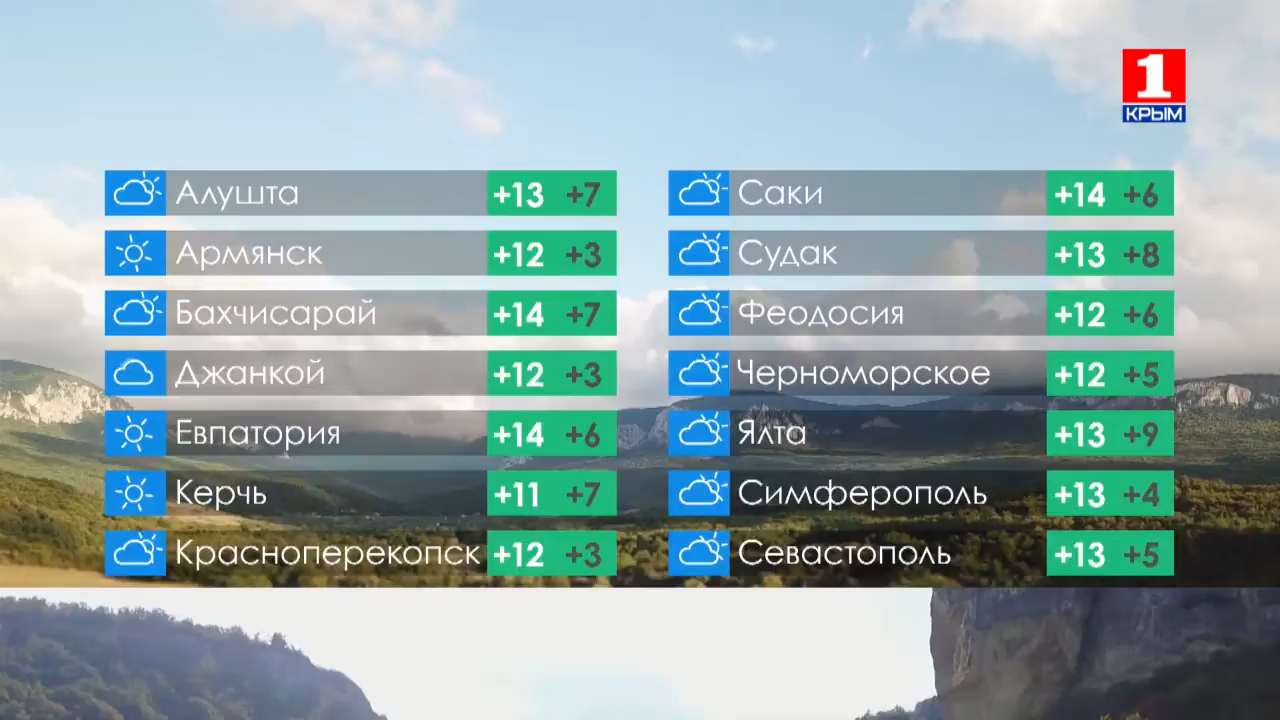 1
КРЫМ
Алушта +13 +7
Армянск +12 +3
Бахчисарай +14 +7
Джанкой +12 +3
Евпатория +14 +6
Керчь +11 +7
Красноперекопск +12 +3
Саки +14 +6
Судак +13 +8
Феодосия +12 +6
Черноморское +12 +5
Ялта +13 +9
Симферополь +13 +4
Севастополь +13 +5